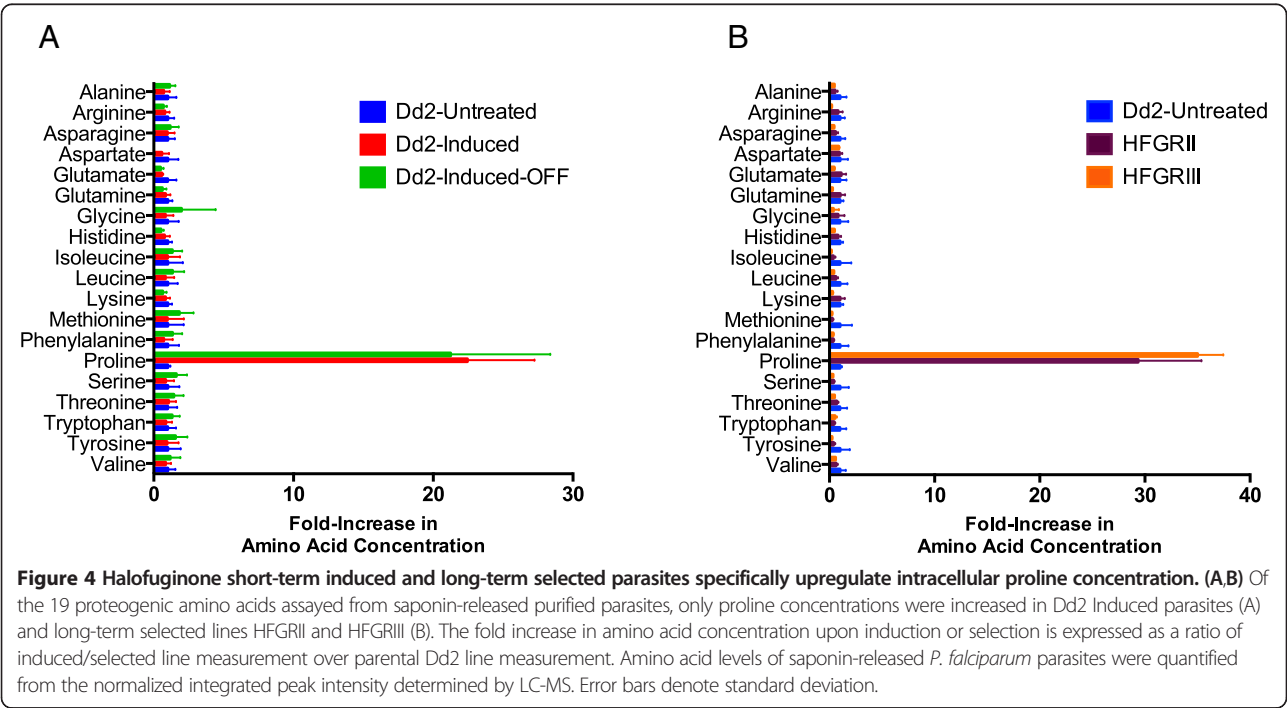 A
Alanine
Arginine
Asparagine
Aspartate
Glutamate
Glutamine
Glycine
Histidine
Isoleucine
Leucine
Lysine
Methionine
Phenylalanine
Proline
Serine
Threonine
Tryptophan
Tyrosine
Valine
Dd2-Untreated
Dd2-Induced
Dd2-Induced-OFF
0 10 20 30
Fold-Increase in
Amino Acid Concentration
B
Alanine
Arginine
Asparagine
Aspartate
Glutamate
Glutamine
Glycine
Histidine
Isoleucine
Leucine
Lysine
Methionine
Phenylalanine
Proline
Serine
Threonine
Tryptophan
Tyrosine
Valine
Dd2-Untreated
HFGRII
HFGRIII
0 10 20 30 40
Fold-Increase in
Amino Acid Concentration
Figure 4 Halofuginone short-term induced and long-term selected parasites specifically upregulate intracellular proline concentration. (A,B) Of
the 19 proteogenic amino acids assayed from saponin-released purified parasites, only proline concentrations were increased in Dd2 Induced parasites (A)
and long-term selected lines HFGRII and HFGRIII (B). The fold increase in amino acid concentration upon induction or selection is expressed as a ratio of
induced/selected line measurement over parental Dd2 line measurement. Amino acid levels of saponin-released P. falciparum parasites were quantified
from the normalized integrated peak intensity determined by LC-MS. Error bars denote standard deviation.